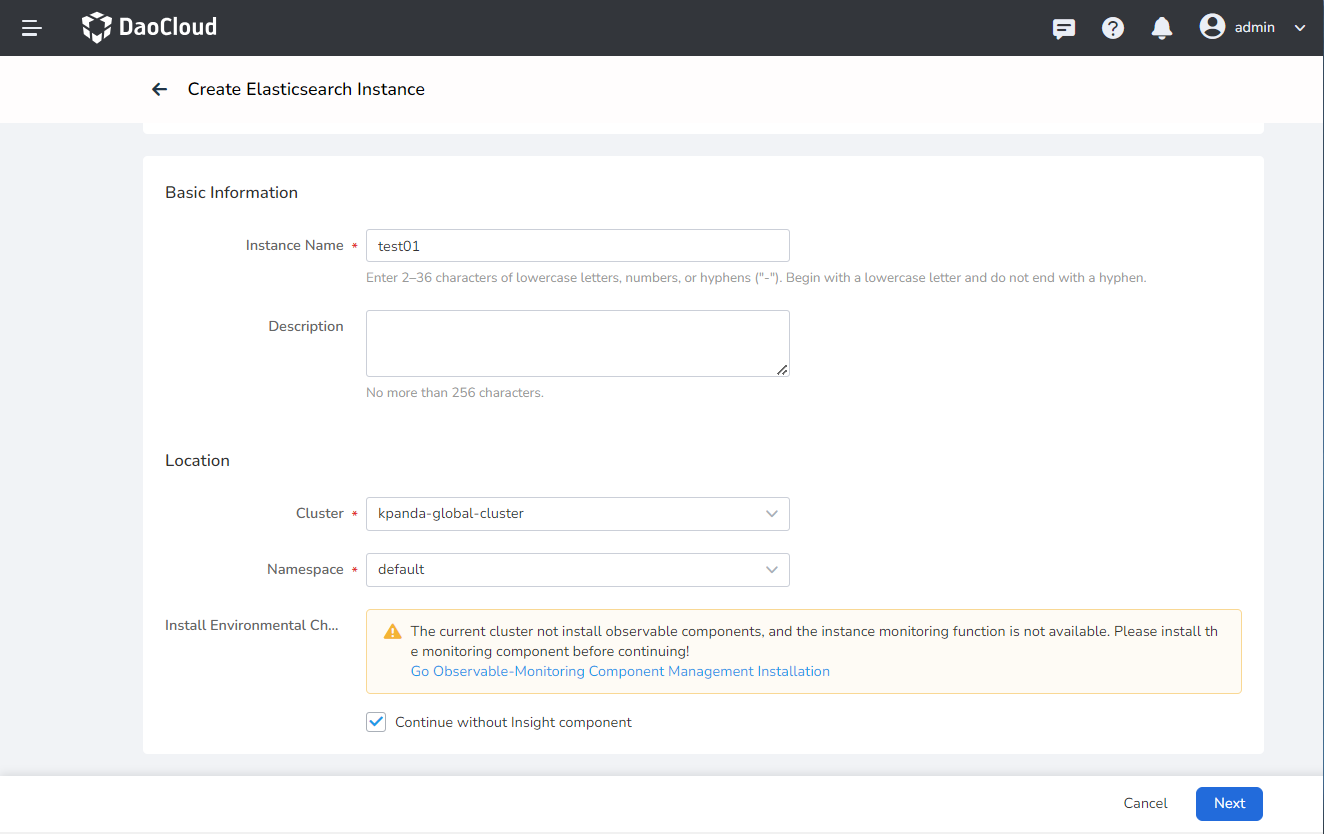 DaoCloud
admin
Create Elasticsearch Instance
Basic Information
Instance Name *
test01
Enter 2–36 characters of lowercase letters, numbers, or hyphens ("-"). Begin with a lowercase letter and do not end with a hyphen.
Description
No more than 256 characters.
Location
Cluster *
kpanda-global-cluster
Namespace *
default
Install Environmental Ch...
The current cluster not install observable components, and the instance monitoring function is not available. Please install th
e monitoring component before continuing!
Go Observable-Monitoring Component Management Installation
Continue without Insight component
Cancel
Next